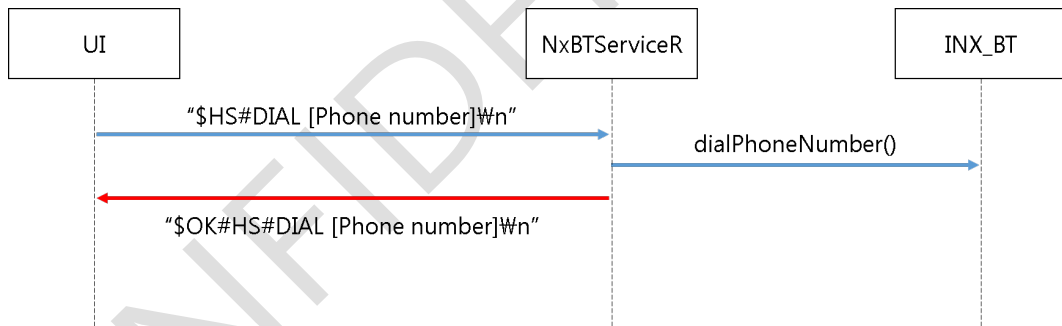 UI
NxBTServiceR
INX_BT
“$HS#DIAL [Phone number]₩n”
dialPhoneNumber()
“$OK#HS#DIAL [Phone number]₩n”